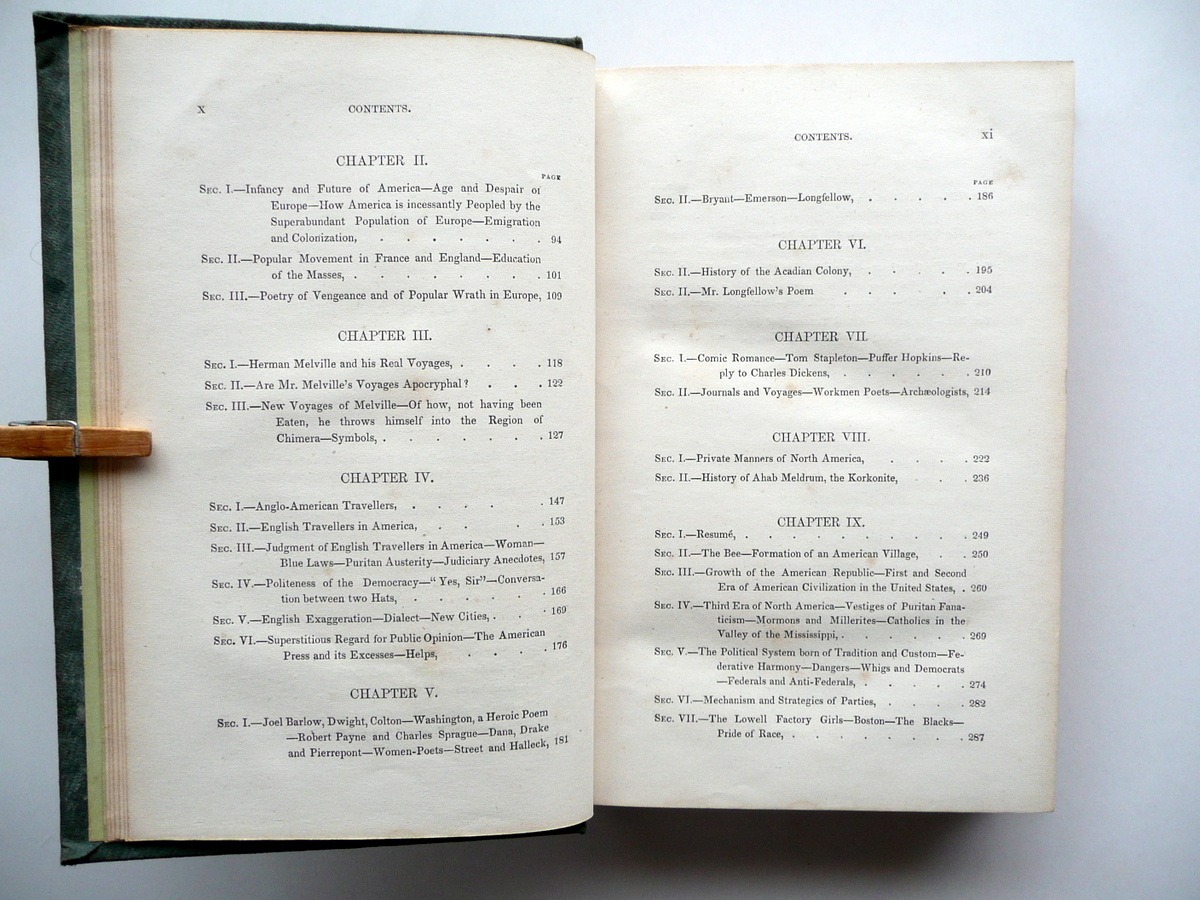 x CONTENTS.
CHAPTER II.
PAGE
Sec. I.—Infancy and Future of America—Age and Despair of
Europe—How America is incessantly Peopled by the
Superabundant Population of Europe—Emigration
and Colonization, . . . . . . . 94
Sec. II.—Popular Movement in France and England—Education
of the Masses, . . . . . . . . 101
Sec. III.—Poetry of Vengeance and of Popular Wrath in Europe, 109
CHAPTER III.
Sec. I.—Herman Melville and his Real Voyages, . . . . 118
Sec. II.—Are Mr. Melville's Voyages Apocryphal? . . . 122
Sec. III.—New Voyages of Melville—Of how, not having been
Eaten, he throws himself into the Region of
Chimera—Symbols, . . . . . . . 127
CHAPTER IV.
Sec. I.—Anglo-American Travellers, . . . . . 147
Sec. II.—English Travellers in America, . . . . 153
Sec. III.—Judgment of English Travellers in America—Woman—
Blue Laws—Puritan Austerity—Judiciary Anecdotes, 157
Sec. IV.—Politeness of the Democracy—"Yes, Sir"—Conversa-
tion between two Hats, . . . . . . 166
Sec. V.—English Exaggeration—Dialect—New Cities, . . . 169
Sec. VI.—Superstitious Regard for Public Opinion—The American
Press and its Excesses—Helps, . . . . 176
CHAPTER V.
Sec. I.—Joel Barlow, Dwight, Colton—Washington, a Heroic Poem
—Robert Payne and Charles Sprague—Dana, Drake
and Pierrepont—Women-Poets—Street and Halleck, 181
CONTENTS. xi
PAGE
Sec. II.—Bryant—Emerson—Longfellow, . . . . . 186
CHAPTER VI.
Sec. II.—History of the Acadian Colony, . . . . . 195
Sec. II.—Mr. Longfellow's Poem . . . . . 204
CHAPTER VII.
Sec. I.—Comic Romance—Tom Stapleton—Puffer Hopkins—Re-
ply to Charles Dickens, . . . . . . 210
Sec. II.—Journals and Voyages—Workmen Poets—Archæologists, 214
CHAPTER VIII.
Sec. I.—Private Manners of North America, . . . . 222
Sec. II.—History of Ahab Meldrum, the Korkonite, . . . 236
CHAPTER IX.
Sec. I.—Resumé, . . . . . . . . . 249
Sec. II.—The Bee—Formation of an American Village, . . 250
Sec. III.—Growth of the American Republic—First and Second
Era of American Civilization in the United States, . 260
Sec. IV.—Third Era of North America—Vestiges of Puritan Fana-
ticism—Mormons and Millerites—Catholics in the
Valley of the Mississippi, . . . . . . 269
Sec. V.—The Political System born of Tradition and Custom—Fe-
derative Harmony—Dangers—Whigs and Democrats
—Federals and Anti-Federals, . . . . . 274
Sec. VI.—Mechanism and Strategics of Parties, . . . . 282
Sec. VII.—The Lowell Factory Girls—Boston—The Blacks—
Pride of Race, . . . . . . . . 287